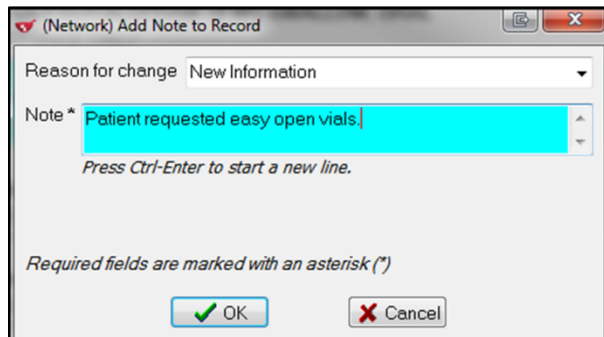 (Network) Add Note to Record
Reason for change New Information
Note * Patient requested easy open vials.
Press Ctrl-Enter to start a new line.
Required fields are marked with an asterisk (*)
OK Cancel